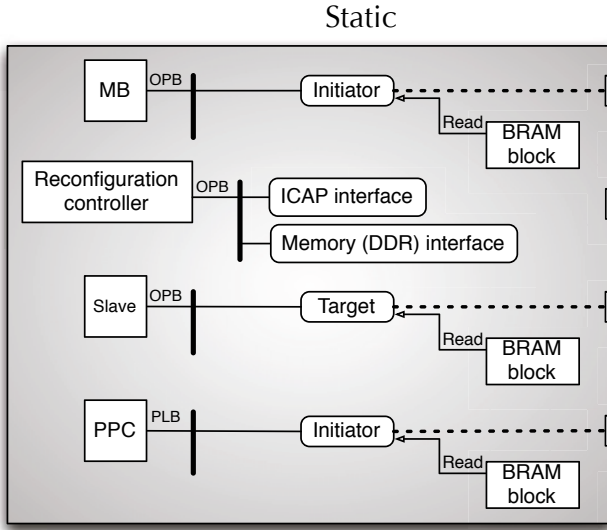 Static
MB
OPB
Initiator
Read
BRAM
block
Reconfiguration
controller
OPB
ICAP interface
Memory (DDR) interface
Slave
OPB
Target
Read
BRAM
block
PPC
PLB
Initiator
Read
BRAM
block